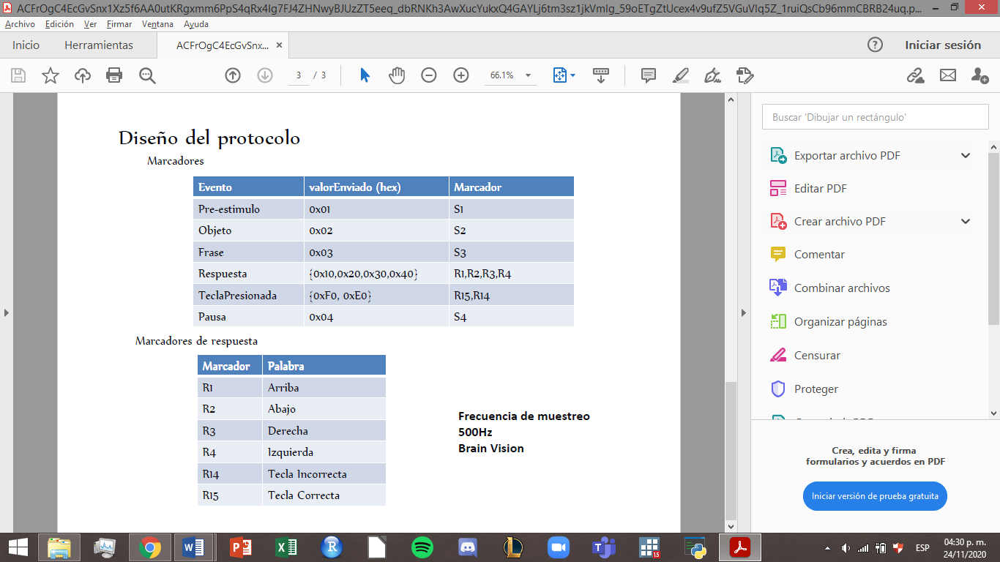 ACFrOgC4EcGvSnx1Xz5f6AA0utKRgxmm6PpS4qRx4Ig7FJ4ZHNwyBJUzZT5eeq_dbRNKh3AwXucYukxQ4GAYLj6tm3sz1jkVmIg_59oETgZtUcex4v9ufZ5VGuVIq5Z_1ruiQsCb96mmCBRB24uq.p...
Archivo Edición Ver Firmar Ventana Ayuda
Inicio Herramientas ACFrOgC4EcGvSnx... Iniciar sesión
3 / 3 66.1%
Diseño del protocolo
Marcadores
Evento valorEnviado (hex) Marcador
Pre-estimulo 0x01 S1
Objeto 0x02 S2
Frase 0x03 S3
Respuesta {0x10,0x20,0x30,0x40} R1,R2,R3,R4
TeclaPresionada {0xF0, 0xE0} R15,R14
Pausa 0x04 S4
Marcadores de respuesta
Marcador Palabra
R1 Arriba
R2 Abajo
R3 Derecha
R4 Izquierda
R14 Tecla Incorrecta
R15 Tecla Correcta
Frecuencia de muestreo
500Hz
Brain Vision
Buscar 'Dibujar un rectángulo'
Exportar archivo PDF
Editar PDF
Crear archivo PDF
Comentar
Combinar archivos
Organizar páginas
Censurar
Proteger
Crea, edita y firma
formularios y acuerdos en PDF
Iniciar versión de prueba gratuita
ESP
04:30 p. m.
24/11/2020